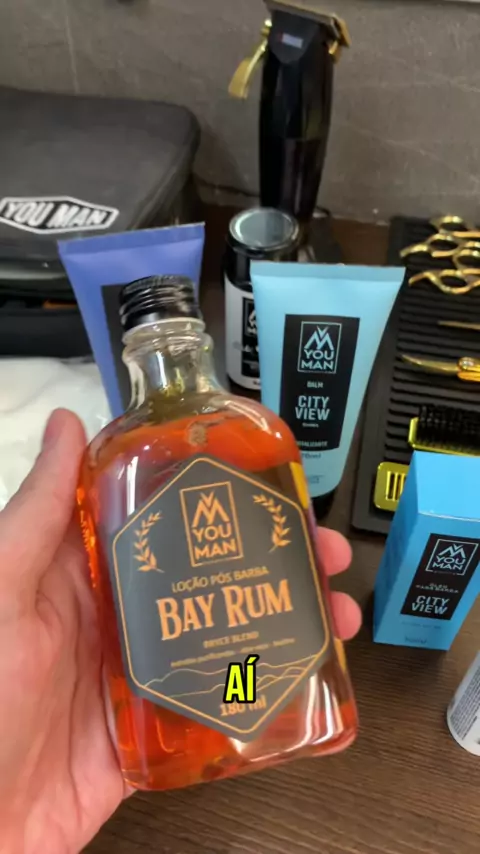 YOU MAN
YOU
MAN
BALM
CITY
VIEW
YOU
MAN
LOÇÃO PÓS BARBA
BAY RUM
BRYCE BLEND
180 ml
AÍ
YOU
MAN
CITY
VIEW